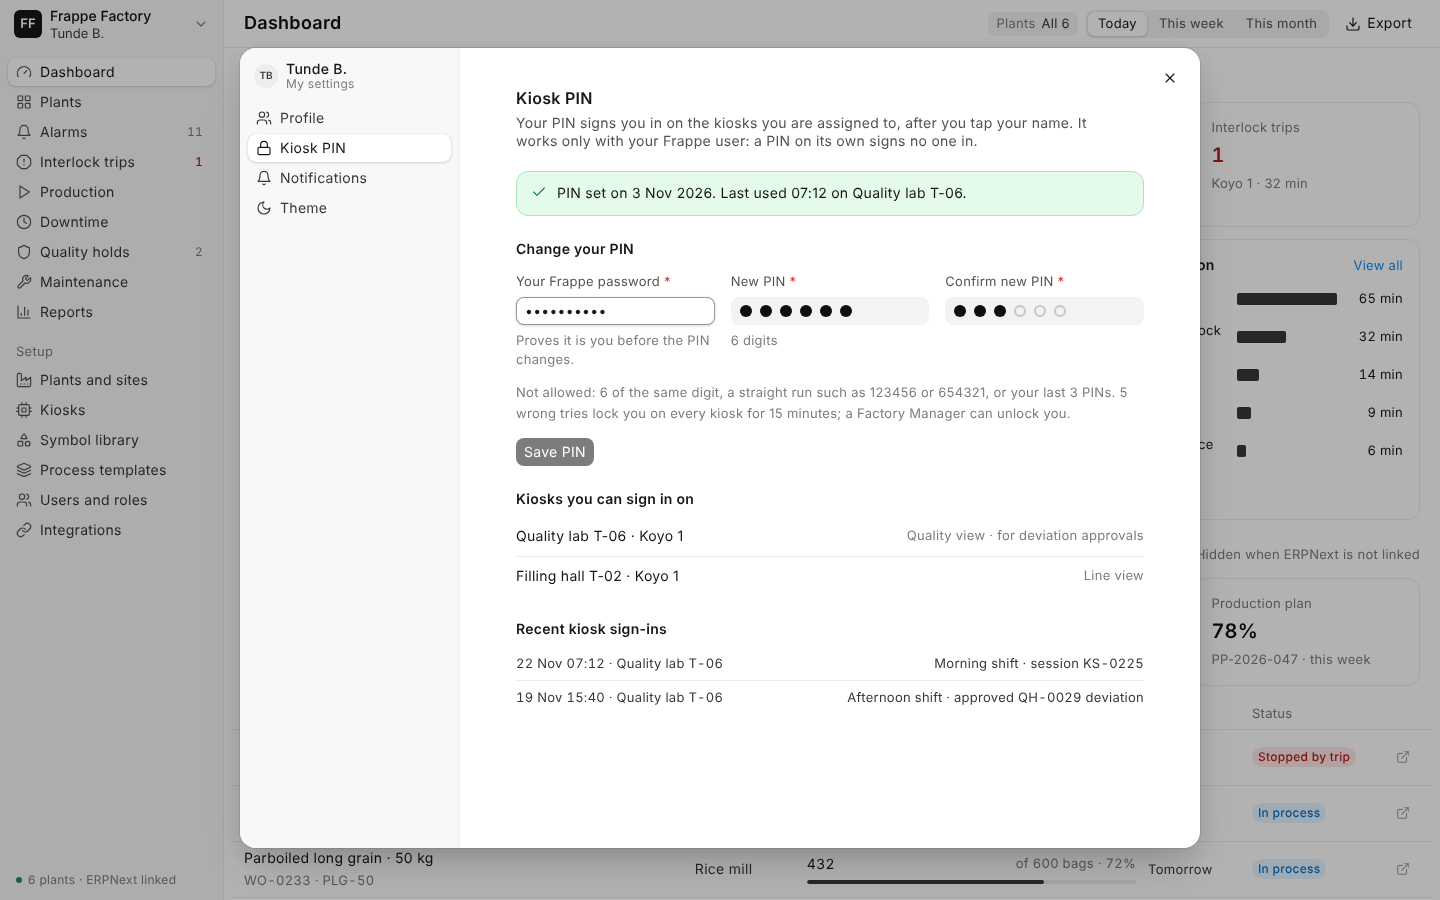 FF
Frappe Factory
Tunde B.
Dashboard
Plants
Alarms 11
Interlock trips 1
Production
Downtime
Quality holds 2
Maintenance
Reports
Setup
Plants and sites
Kiosks
Symbol library
Process templates
Users and roles
Integrations
6 plants · ERPNext linked
Dashboard
Plants All 6
Today This week This month
Export
TB
Tunde B.
My settings
Profile
Kiosk PIN
Notifications
Theme
Kiosk PIN
Your PIN signs you in on the kiosks you are assigned to, after you tap your name. It
works only with your Frappe user: a PIN on its own signs no one in.
PIN set on 3 Nov 2026. Last used 07:12 on Quality lab T-06.
Change your PIN
Your Frappe password * New PIN * Confirm new PIN *
Proves it is you before the PIN
changes.
6 digits
Not allowed: 6 of the same digit, a straight run such as 123456 or 654321, or your last 3 PINs. 5
wrong tries lock you on every kiosk for 15 minutes; a Factory Manager can unlock you.
Save PIN
Kiosks you can sign in on
Quality lab T-06 · Koyo 1 Quality view · for deviation approvals
Filling hall T-02 · Koyo 1 Line view
Recent kiosk sign-ins
22 Nov 07:12 · Quality lab T-06 Morning shift · session KS-0225
19 Nov 15:40 · Quality lab T-06 Afternoon shift · approved QH-0029 deviation
Interlock trips
1
Koyo 1 · 32 min
on View all
65 min
ock 32 min
14 min
9 min
ce 6 min
Hidden when ERPNext is not linked
Production plan
78%
PP-2026-047 · this week
Status
Stopped by trip
In process
Parboiled long grain · 50 kg
WO-0233 · PLG-50
Rice mill
432 of 600 bags · 72%
Tomorrow
In process